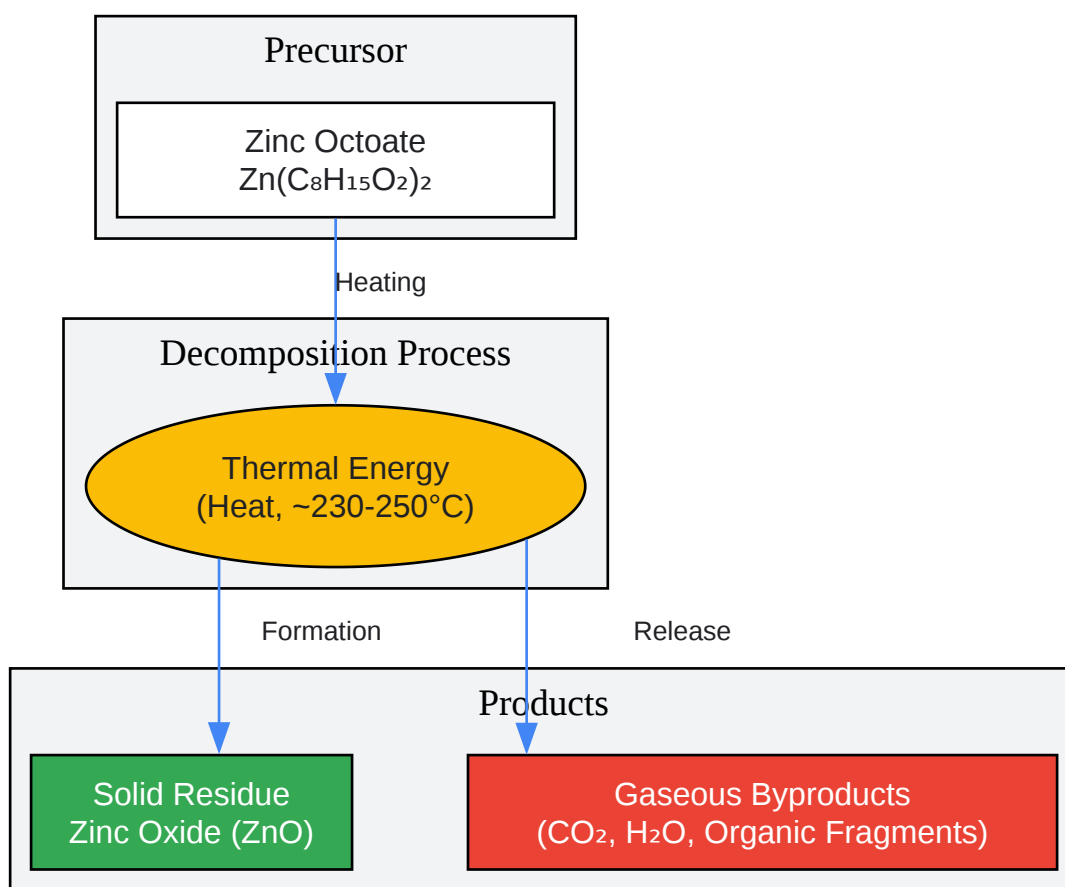 Precursor
Zinc Octoate
Zn(C₈H₁₅O₂)₂
Heating
Decomposition Process
Thermal Energy
(Heat, ~230-250°C)
Formation
Release
Products
Solid Residue
Zinc Oxide (ZnO)
Gaseous Byproducts
(CO₂, H₂O, Organic Fragments)